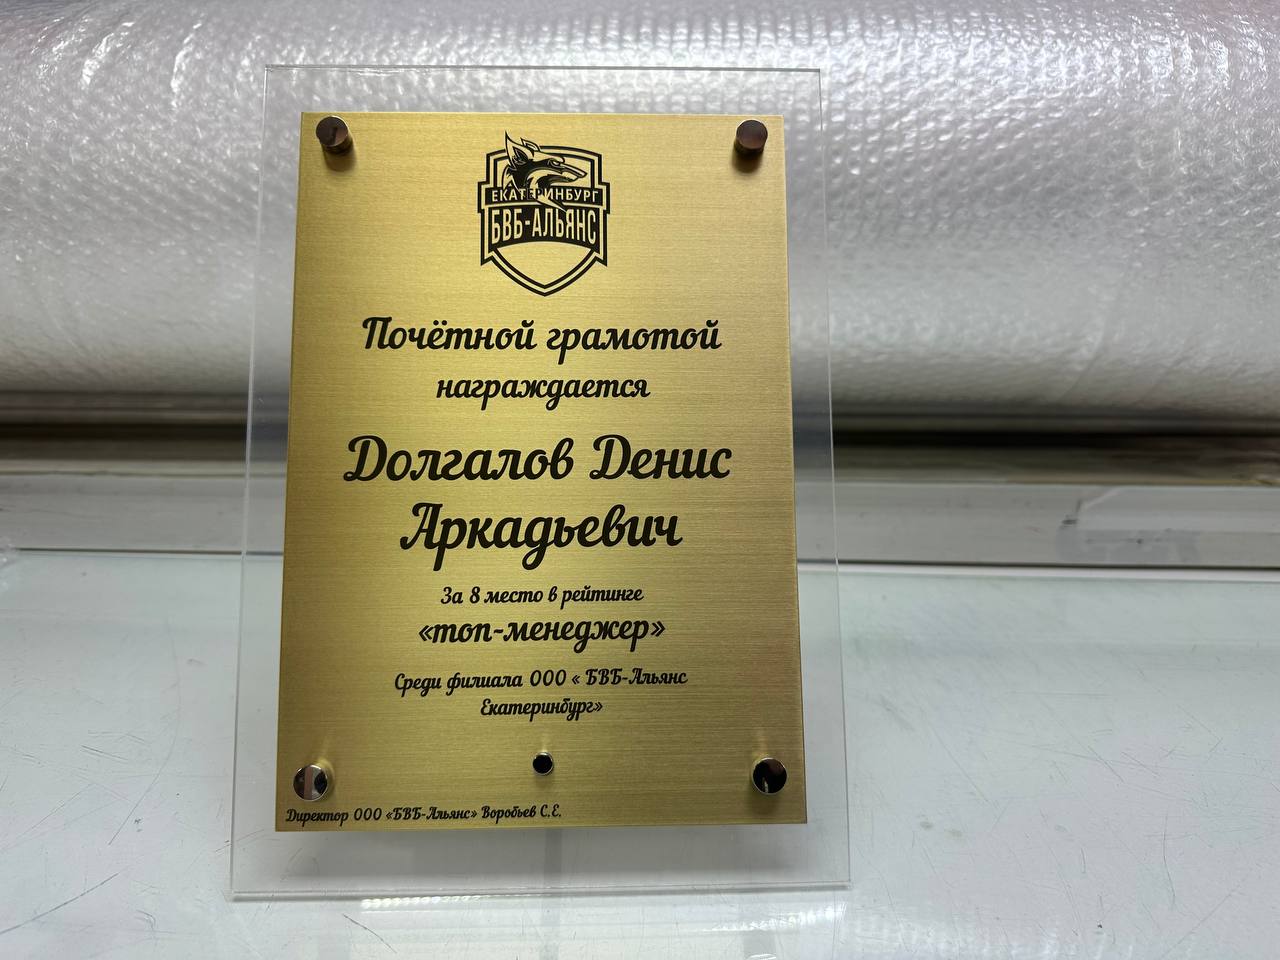 ЕКАТЕРИНБУРГ
БВБ-АЛЬЯНС
Почётной грамотой
награждается
Долгалов Денис
Аркадьевич
За 8 место в рейтинге
«топ-менеджер»
Среди филиала ООО « БВБ-Альянс
Екатеринбург»
Директор ООО «БВБ-Альянс» Воробьев С.Е.